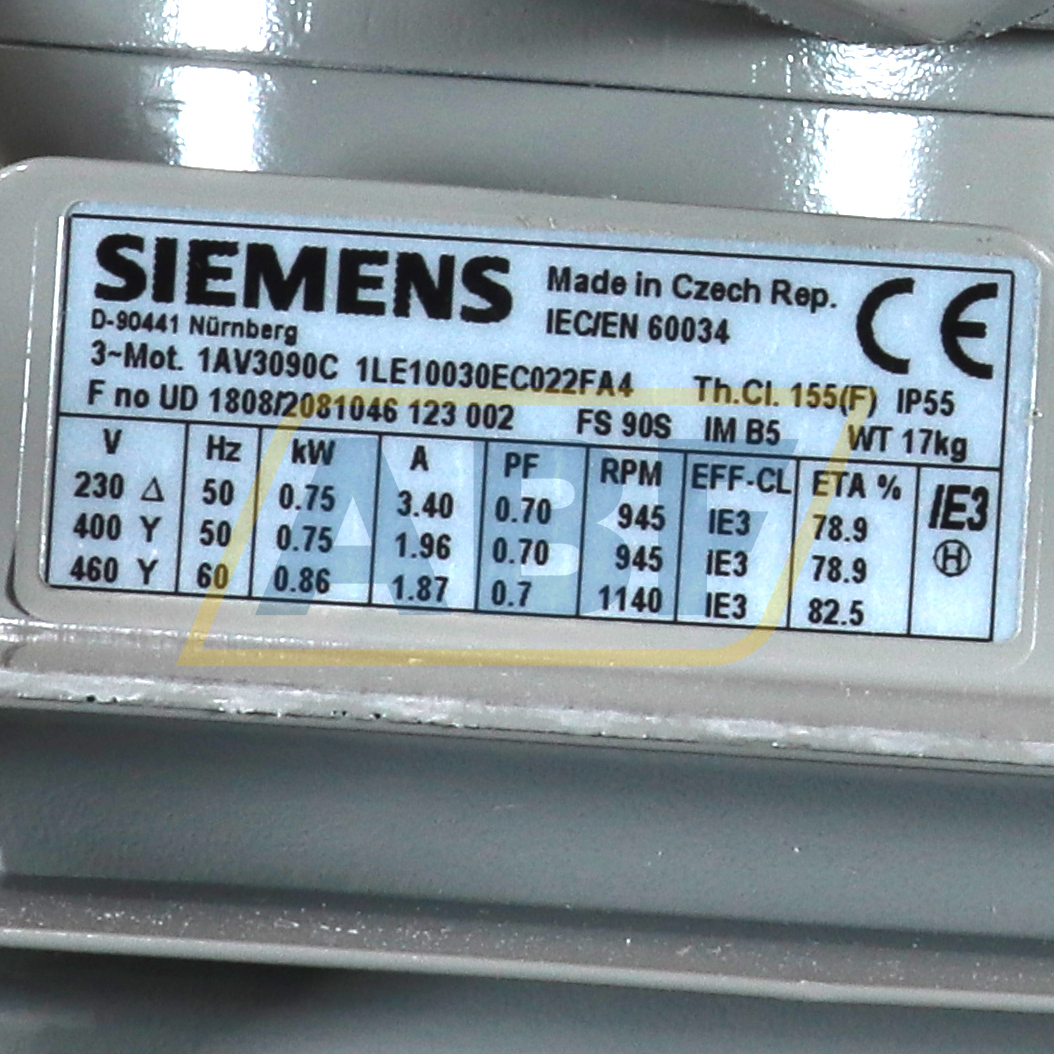 SIEMENS
Made in Czech Rep.
IEC/EN 60034
CE
D-90441 Nürnberg
3~Mot. 1AV3090C 1LE10030EC022FA4 Th.Cl. 155(F) IP55
F no UD 1808/2081046 123 002 FS 90S IM B5 WT 17kg
V Hz kW A PF RPM EFF-CL ETA % IE3
230 Δ 50 0.75 3.40 0.70 945 IE3 78.9 H
400 Y 50 0.75 1.96 0.70 945 IE3 78.9
460 Y 60 0.86 1.87 0.7 1140 IE3 82.5
ABT